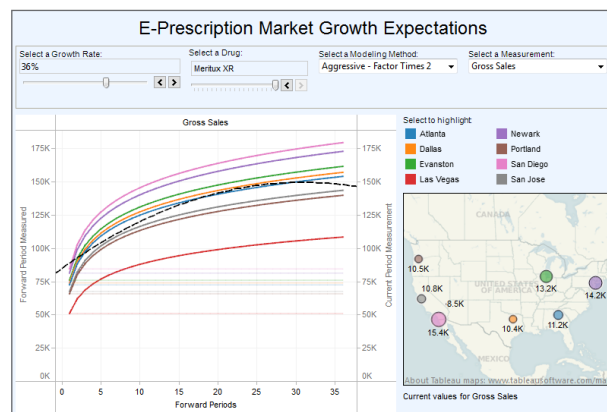 E-Prescription Market Growth Expectations
Select a Growth Rate:
36%
Select a Drug:
Meritux XR
Select a Modeling Method:
Aggressive - Factor Times 2
Select a Measurement:
Gross Sales
Gross Sales
Forward Period Measured
175K
150K
125K
100K
75K
50K
25K
0K
175K
150K
125K
100K
75K
50K
25K
0K
Current Period Measurement
0 5 10 15 20 25 30 35
Forward Periods
Select to highlight:
Atlanta
Dallas
Evanston
Las Vegas
Newark
Portland
San Diego
San Jose
CANADA
UNITED STATES
OF AMERICA
MEXICO
10.5K
10.8K
8.5K
15.4K
13.2K
14.2K
10.4K
11.2K
About Tableau maps: www.tableausoftware.com/ma
Current values for Gross Sales